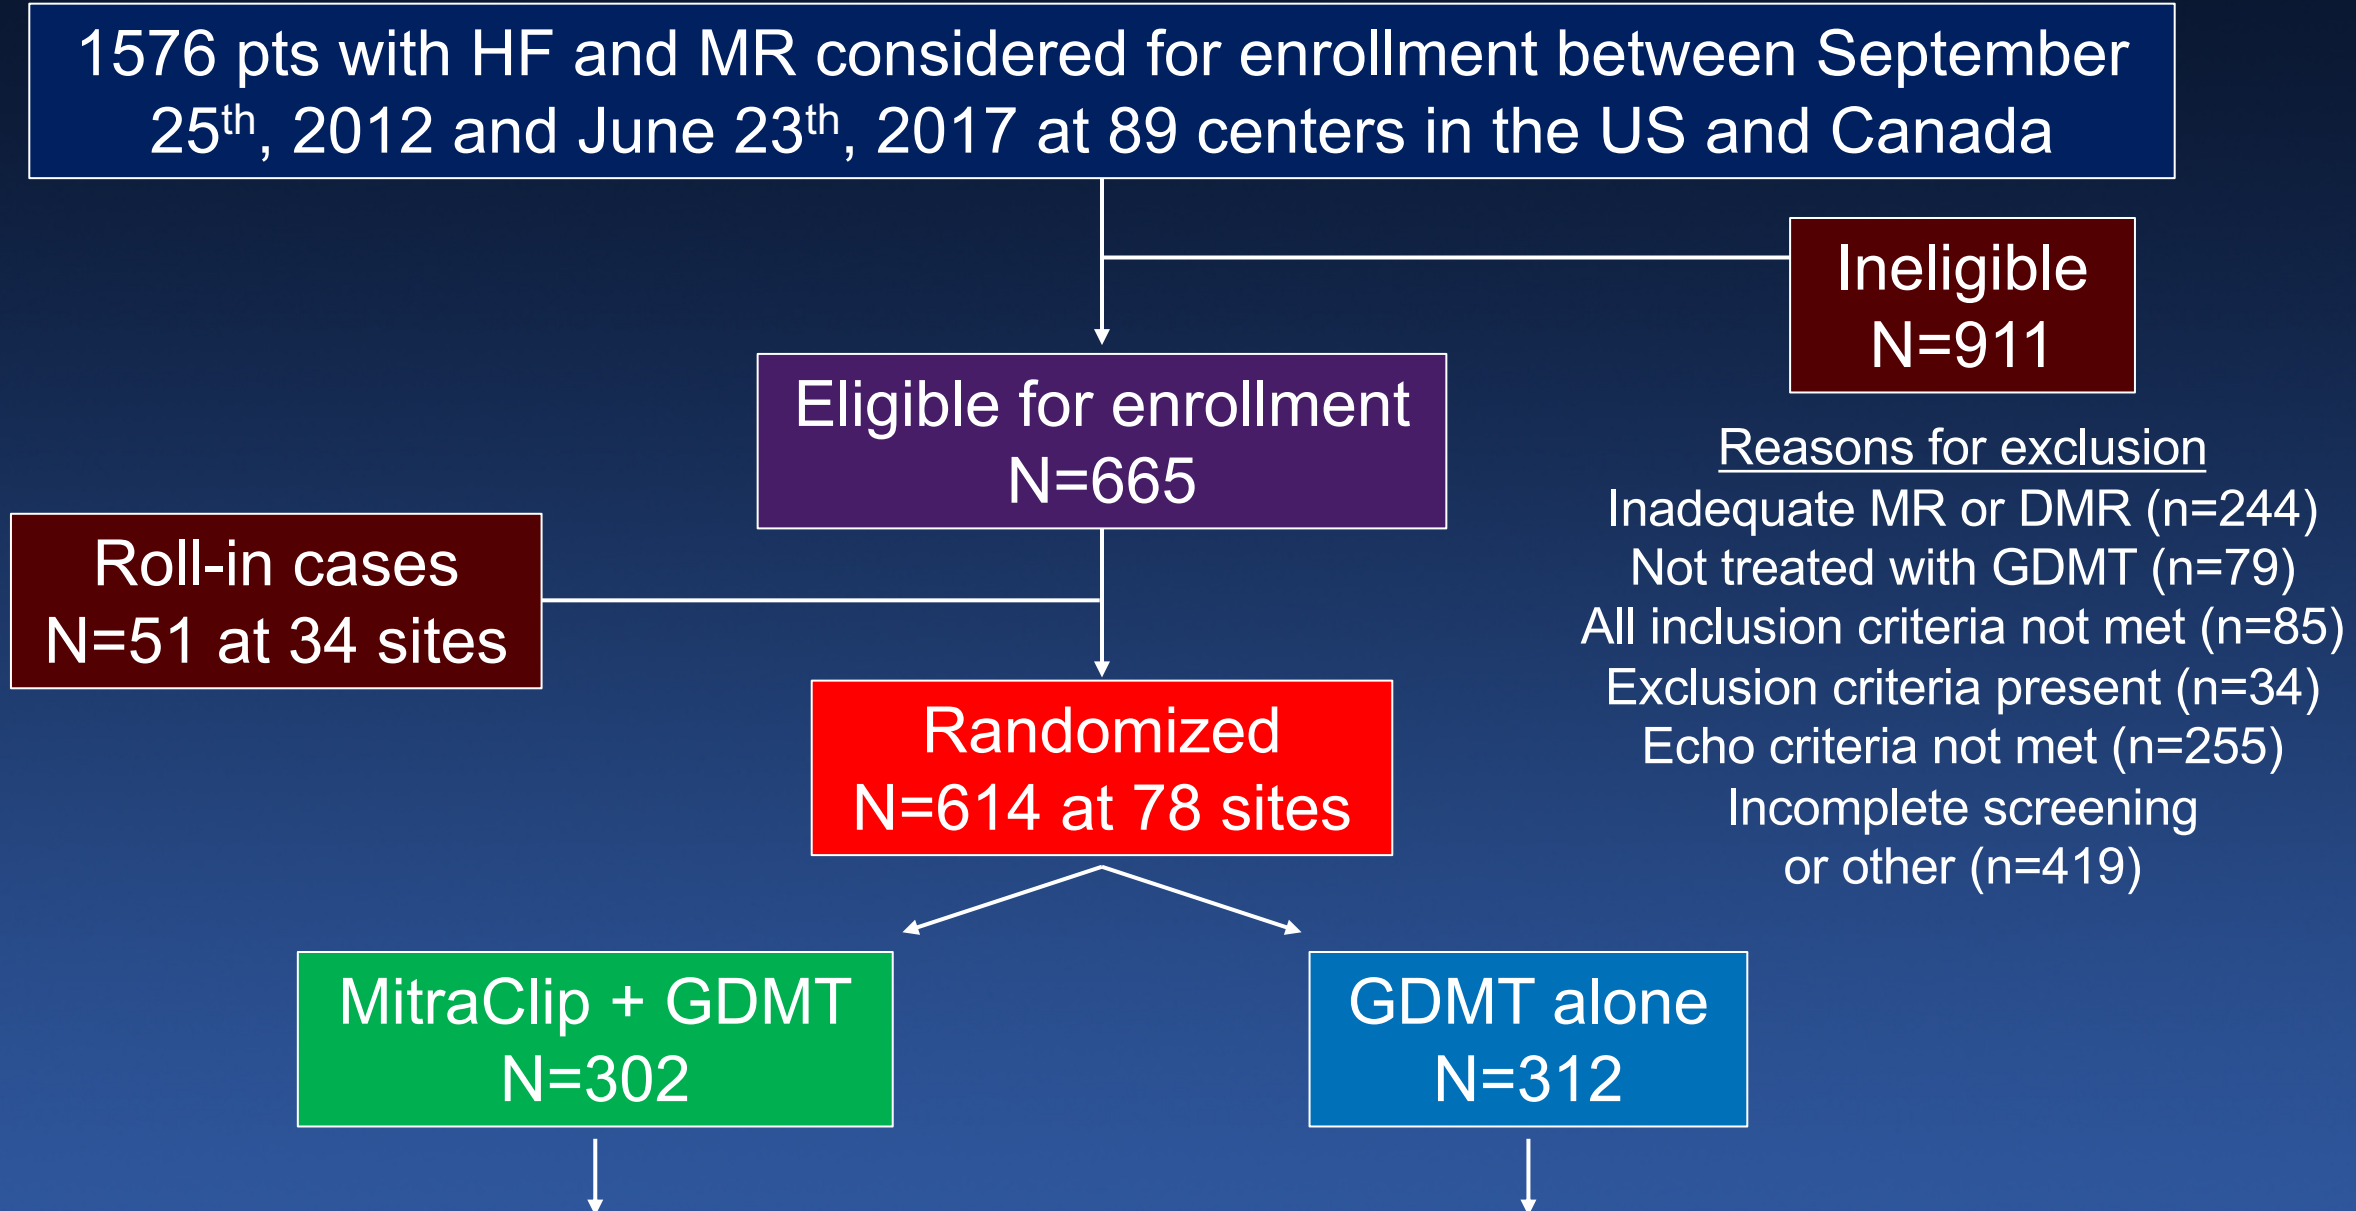 1576 pts with HF and MR considered for enrollment between September
25th, 2012 and June 23th, 2017 at 89 centers in the US and Canada
Ineligible
N=911
Eligible for enrollment
N=665
Reasons for exclusion
Inadequate MR or DMR (n=244)
Not treated with GDMT (n=79)
All inclusion criteria not met (n=85)
Exclusion criteria present (n=34)
Echo criteria not met (n=255)
Incomplete screening
or other (n=419)
Roll-in cases
N=51 at 34 sites
Randomized
N=614 at 78 sites
MitraClip + GDMT
N=302
GDMT alone
N=312